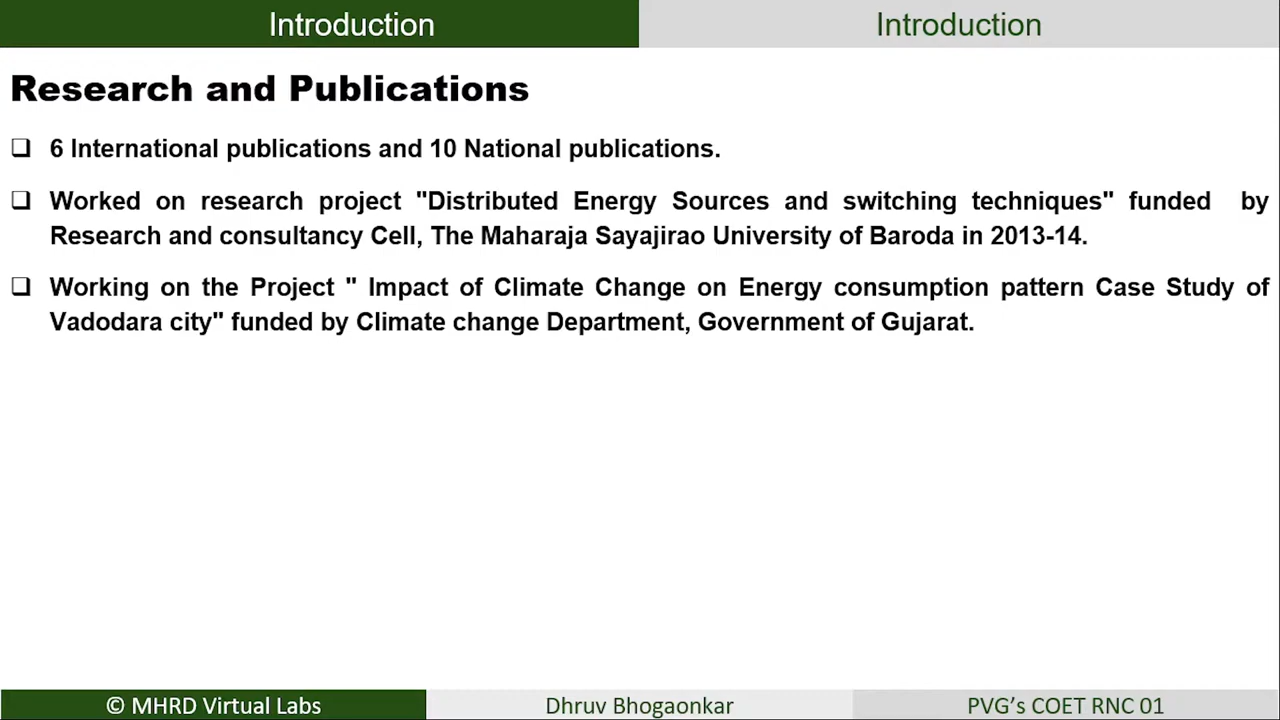 Introduction
Introduction
Research and Publications
❑ 6 International publications and 10 National publications.
❑ Worked on research project "Distributed Energy Sources and switching techniques" funded by
Research and consultancy Cell, The Maharaja Sayajirao University of Baroda in 2013-14.
❑ Working on the Project " Impact of Climate Change on Energy consumption pattern Case Study of
Vadodara city" funded by Climate change Department, Government of Gujarat.
© MHRD Virtual Labs
Dhruv Bhogaonkar
PVG’s COET RNC 01